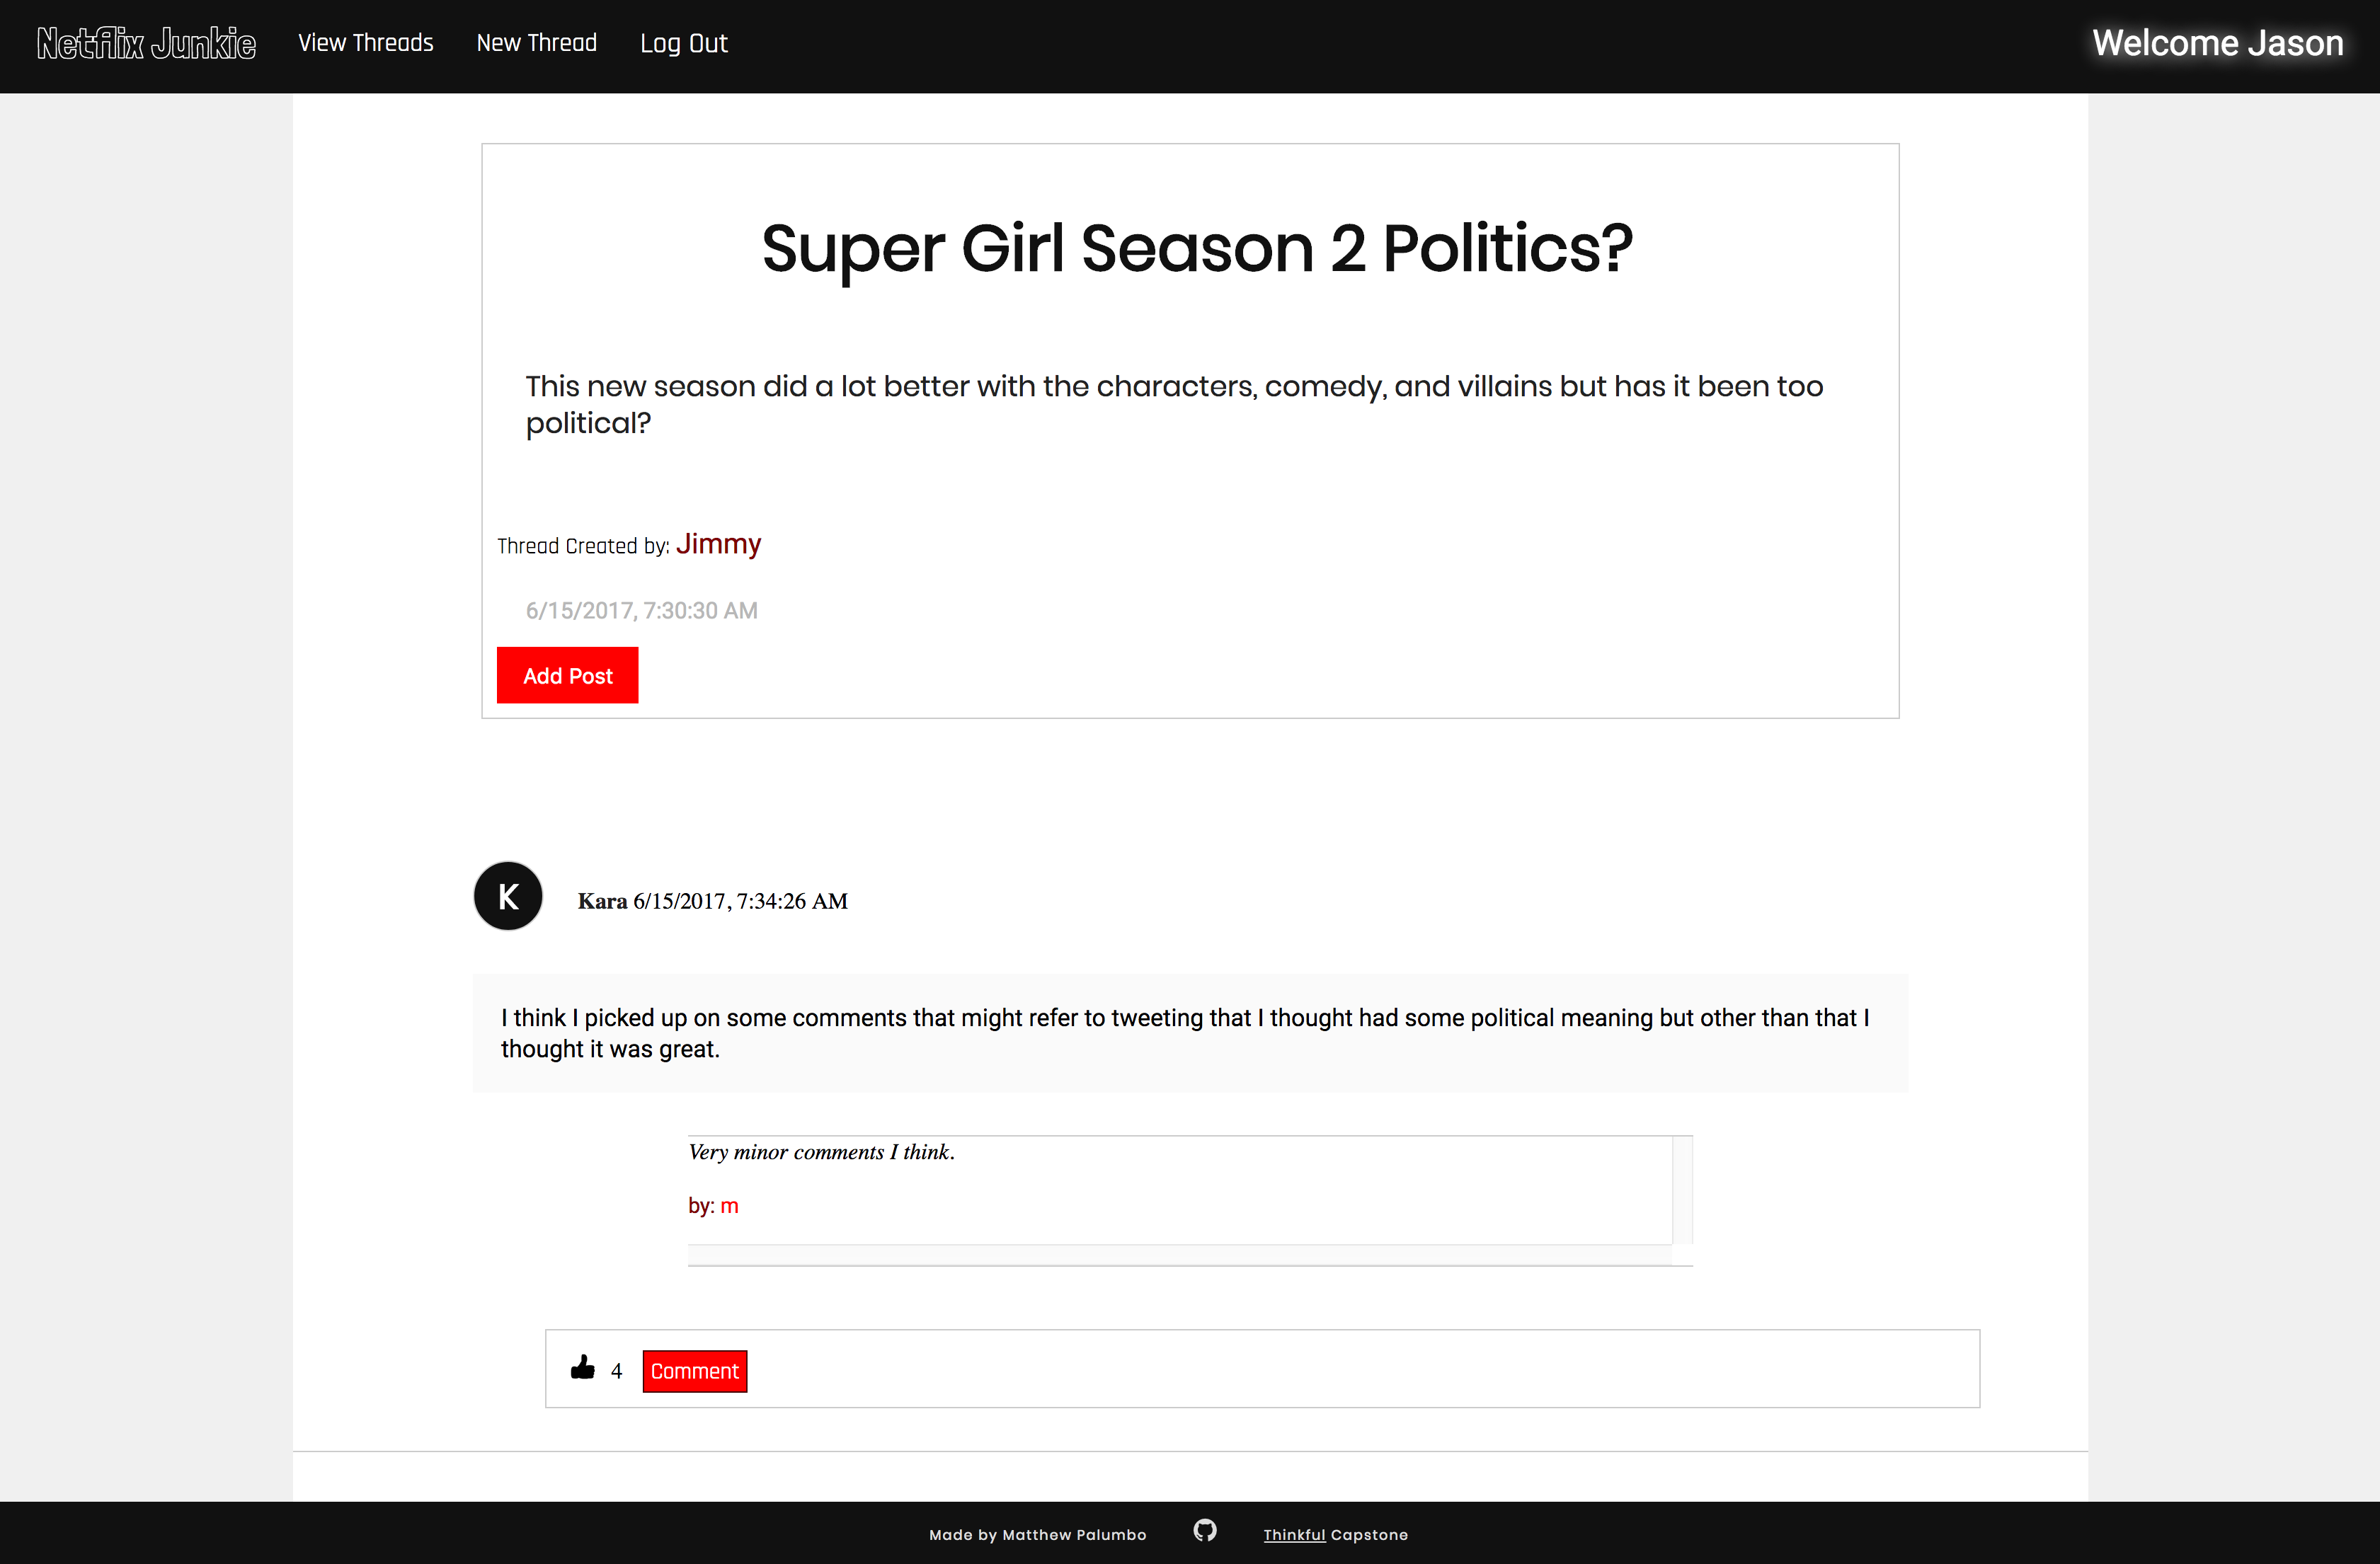 Netflix Junkie View Threads New Thread Log Out Welcome Jason
Super Girl Season 2 Politics?
This new season did a lot better with the characters, comedy, and villains but has it been too
political?
Thread Created by: Jimmy
6/15/2017, 7:30:30 AM
Add Post
K Kara 6/15/2017, 7:34:26 AM
I think I picked up on some comments that might refer to tweeting that I thought had some political meaning but other than that I
thought it was great.
Very minor comments I think.
by: m
4 Comment
Made by Matthew Palumbo Thinkful Capstone